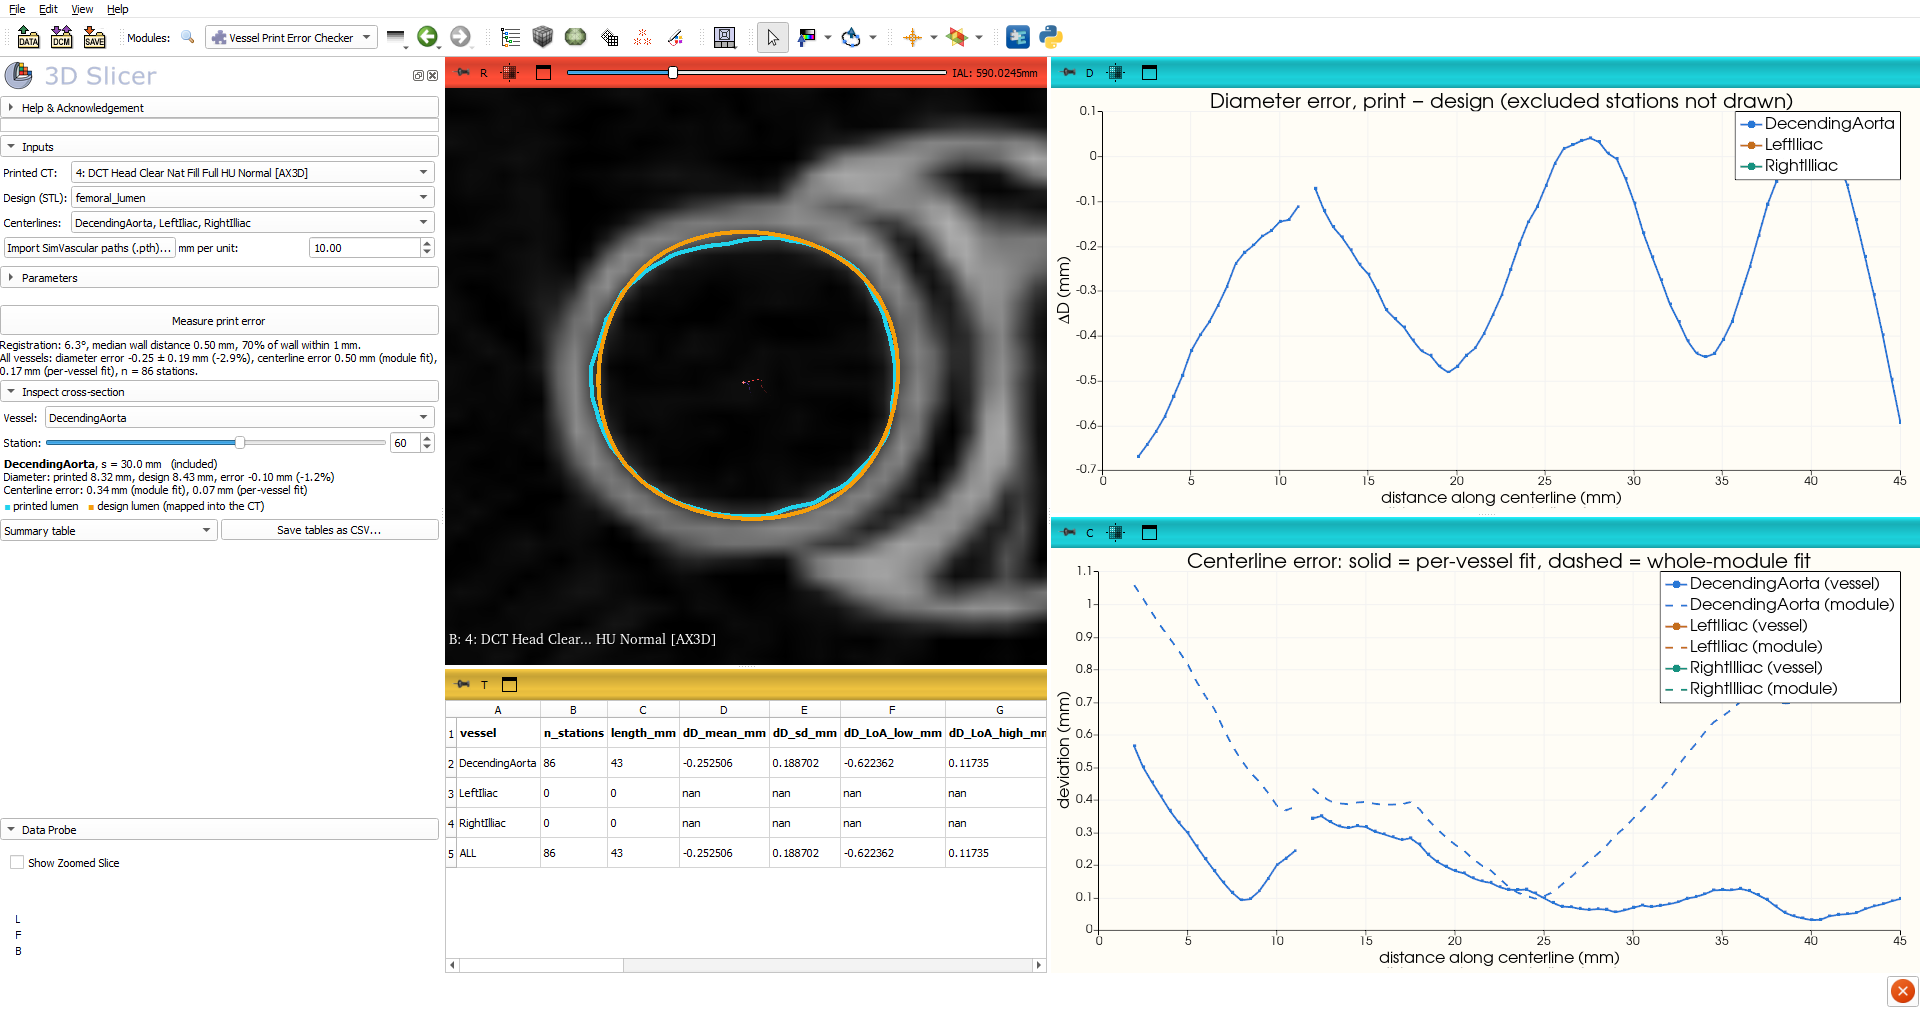 File Edit View Help
DATA DCM SAVE Modules: Vessel Print Error Checker
3D Slicer
Help & Acknowledgement
Inputs
Printed CT: 4: DCT Head Clear Nat Fill Full HU Normal [AX3D]
Design (STL): femoral_lumen
Centerlines: DecendingAorta, LeftIliac, RightIlliac
Import SimVascular paths (.pth)... mm per unit: 10.00
Parameters
Measure print error
Registration: 6.3°, median wall distance 0.50 mm, 70% of wall within 1 mm.
All vessels: diameter error -0.25 ± 0.19 mm (-2.9%), centerline error 0.50 mm (module fit),
0.17 mm (per-vessel fit), n = 86 stations.
Inspect cross-section
Vessel: DecendingAorta
Station: 60
DecendingAorta, s = 30.0 mm (included)
Diameter: printed 8.32 mm, design 8.43 mm, error -0.10 mm (-1.2%)
Centerline error: 0.34 mm (module fit), 0.07 mm (per-vessel fit)
printed lumen design lumen (mapped into the CT)
Summary table Save tables as CSV...
Data Probe
Show Zoomed Slice
L
F
B
R IAL: 590.0245mm
B: 4: DCT Head Clear... HU Normal [AX3D]
T
A B C D E F G
1 vessel n_stations length_mm dD_mean_mm dD_sd_mm dD_LoA_low_mm dD_LoA_high_mm
2 DecendingAorta 86 43 -0.252506 0.188702 -0.622362 0.11735
3 LeftIliac 0 0 nan nan nan nan
4 RightIlliac 0 0 nan nan nan nan
5 ALL 86 43 -0.252506 0.188702 -0.622362 0.11735
D
Diameter error, print − design (excluded stations not drawn)
DecendingAorta
LeftIliac
RightIlliac
0.1
0
-0.1
-0.2
-0.3
-0.4
-0.5
-0.6
-0.7
ΔD (mm)
0 5 10 15 20 25 30 35 40 45
distance along centerline (mm)
C
Centerline error: solid = per-vessel fit, dashed = whole-module fit
DecendingAorta (vessel)
DecendingAorta (module)
LeftIliac (vessel)
LeftIliac (module)
RightIlliac (vessel)
RightIlliac (module)
1.1
1
0.9
0.8
0.7
0.6
0.5
0.4
0.3
0.2
0.1
0
deviation (mm)
0 5 10 15 20 25 30 35 40 45
distance along centerline (mm)